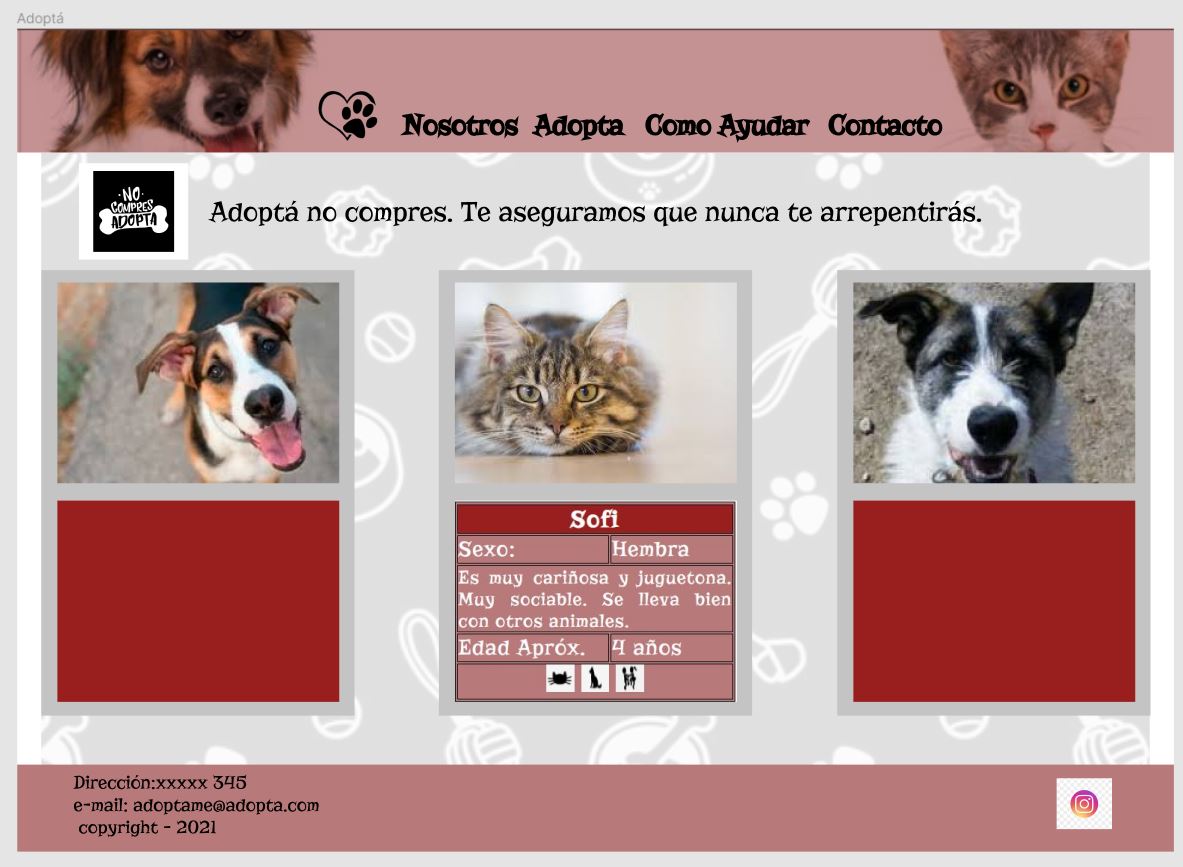 Adoptá
Nosotros Adopta Como Ayudar Contacto
NO
COMPRES
ADOPTA
Adoptá no compres. Te aseguramos que nunca te arrepentirás.
Sofi
Sexo: Hembra
Es muy cariñosa y juguetona.
Muy sociable. Se lleva bien
con otros animales.
Edad Apróx. 4 años
Dirección:xxxxx 345
e-mail: adoptame@adopta.com
copyright - 2021